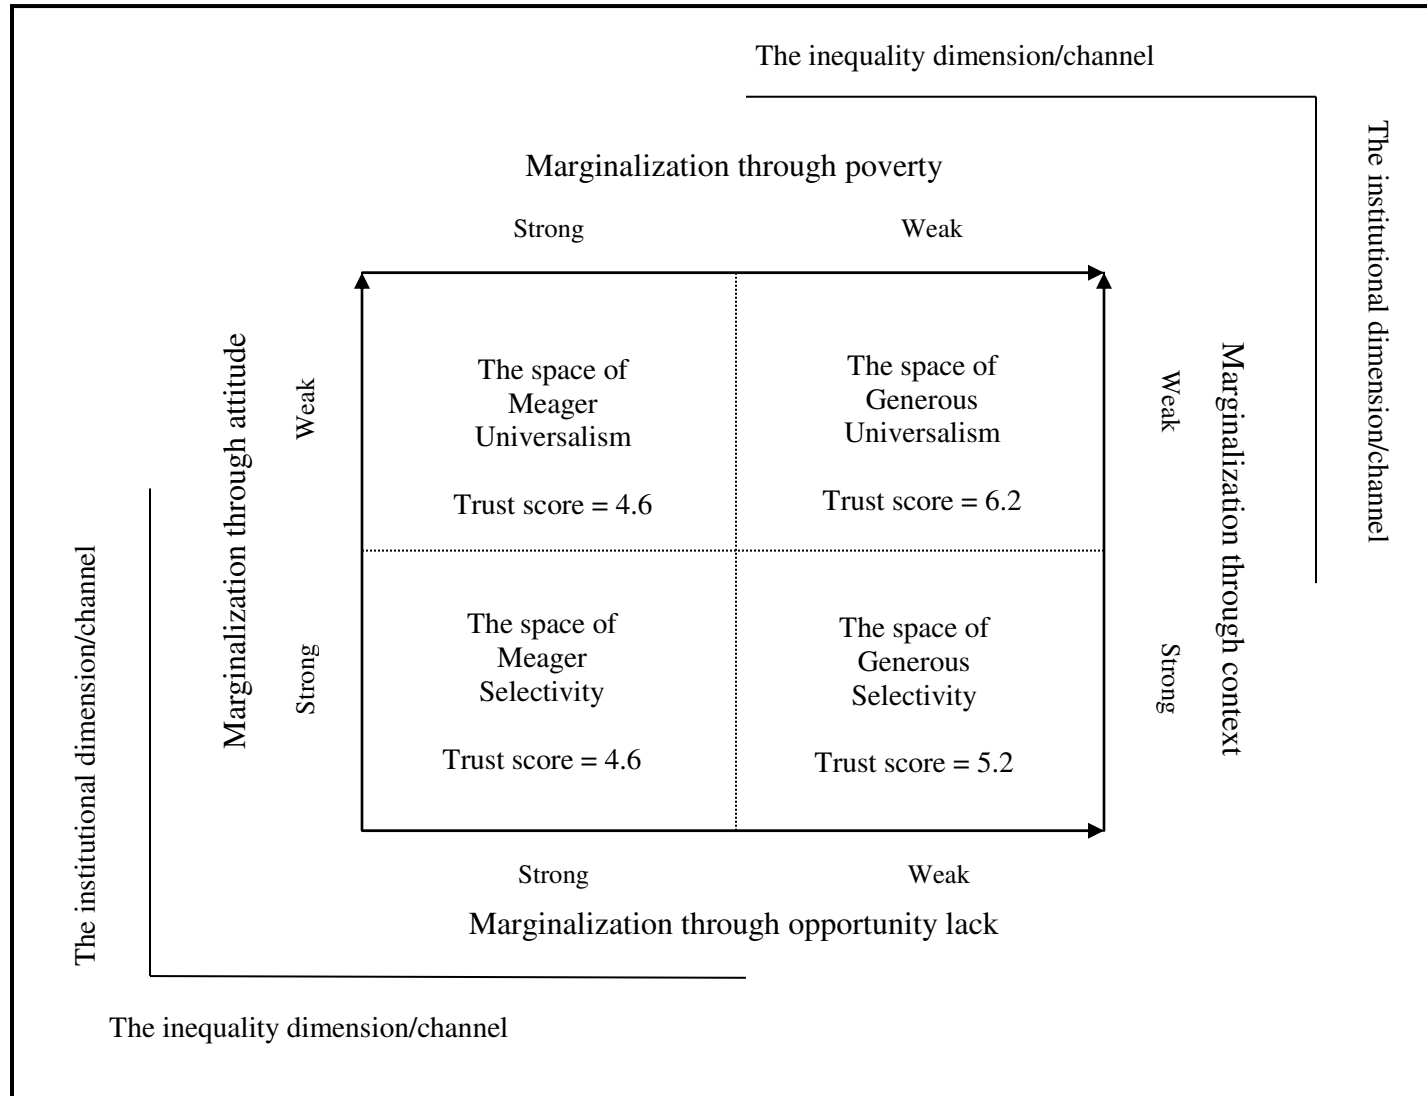 The inequality dimension/channel
The institutional dimension/channel
Marginalization through poverty
Strong
Weak
Marginalization through attitude
Weak
Strong
The space of
Meager
Universalism
Trust score = 4.6
The space of
Generous
Universalism
Trust score = 6.2
Weak
Strong
Marginalization through context
The space of
Meager
Selectivity
Trust score = 4.6
The space of
Generous
Selectivity
Trust score = 5.2
The institutional dimension/channel
Strong
Weak
Marginalization through opportunity lack
The inequality dimension/channel